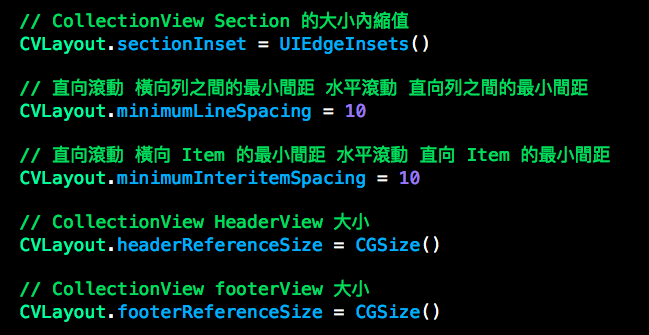 // CollectionView Section 的大小內縮值
CVLayout.sectionInset = UIEdgeInsets()
// 直向滾動 橫向列之間的最小間距 水平滾動 直向列之間的最小間距
CVLayout.minimumLineSpacing = 10
// 直向滾動 橫向 Item 的最小間距 水平滾動 直向 Item 的最小間距
CVLayout.minimumInteritemSpacing = 10
// CollectionView HeaderView 大小
CVLayout.headerReferenceSize = CGSize()
// CollectionView footerView 大小
CVLayout.footerReferenceSize = CGSize()